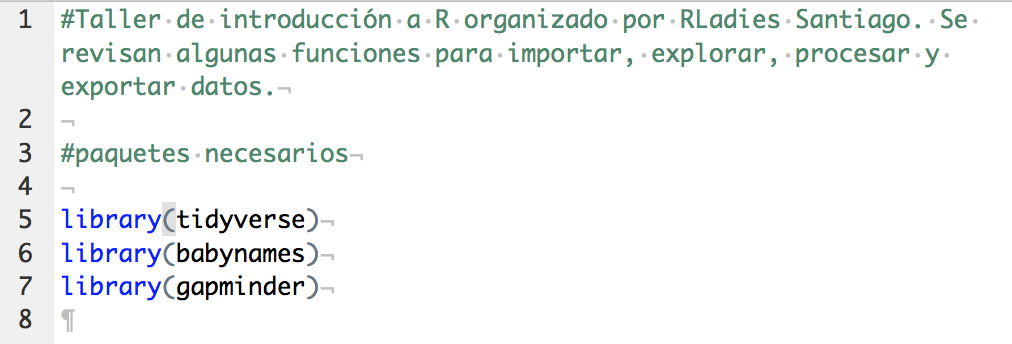 1 #Taller de introducción a R organizado por RLadies Santiago. Se
revisan algunas funciones para importar, explorar, procesar y
exportar datos.¬
2 ¬
3 #paquetes necesarios¬
4 ¬
5 library(tidyverse)¬
6 library(babynames)¬
7 library(gapminder)¬
8 ¶